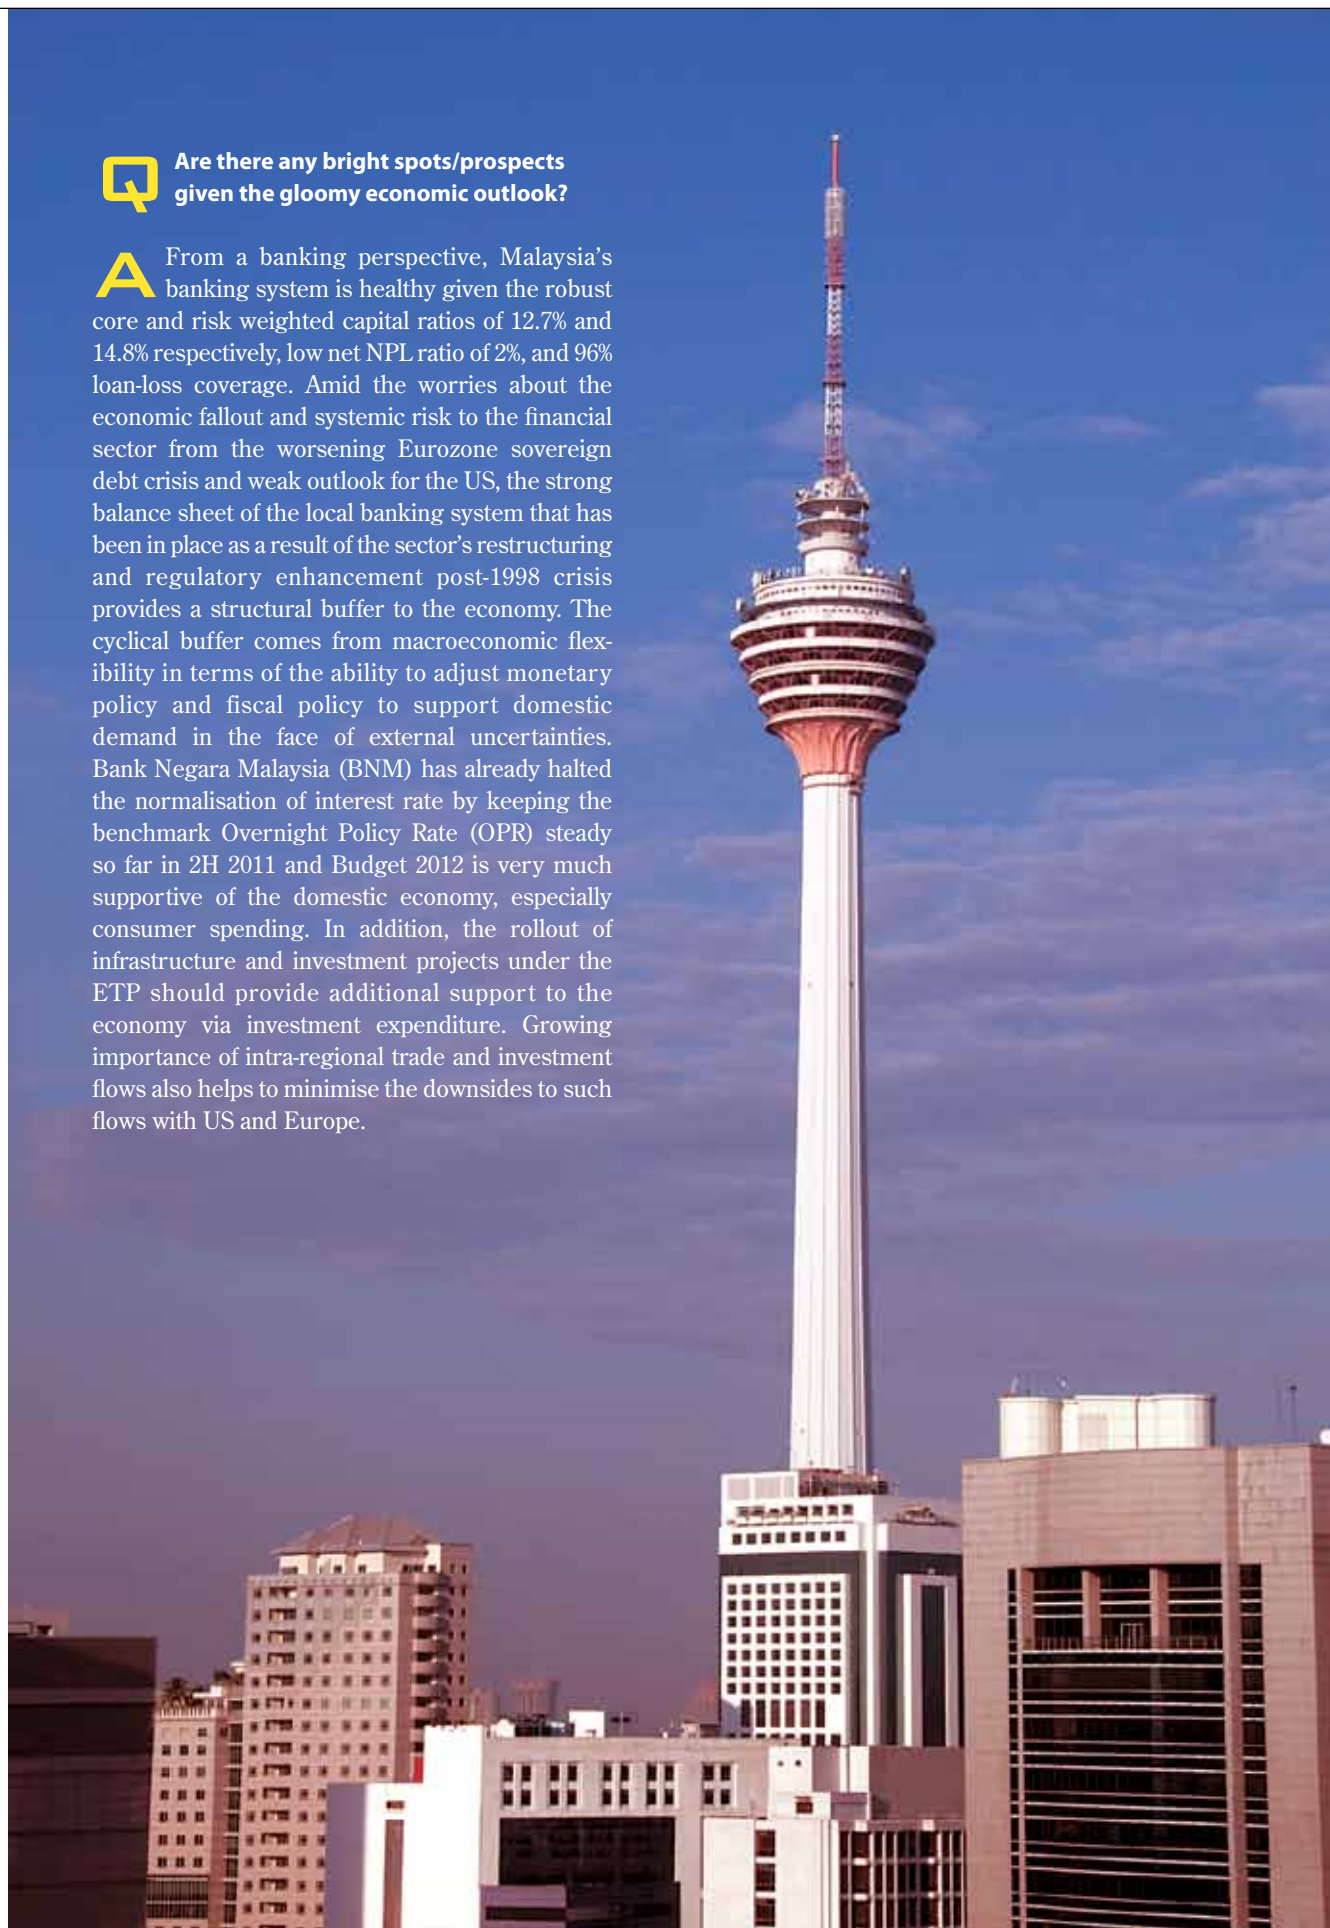 Q Are there any bright spots/prospects
given the gloomy economic outlook?
A From a banking perspective, Malaysia’s
banking system is healthy given the robust
core and risk weighted capital ratios of 12.7% and
14.8% respectively, low net NPL ratio of 2%, and 96%
loan-loss coverage. Amid the worries about the
economic fallout and systemic risk to the financial
sector from the worsening Eurozone sovereign
debt crisis and weak outlook for the US, the strong
balance sheet of the local banking system that has
been in place as a result of the sector’s restructuring
and regulatory enhancement post-1998 crisis
provides a structural buffer to the economy. The
cyclical buffer comes from macroeconomic flex-
ibility in terms of the ability to adjust monetary
policy and fiscal policy to support domestic
demand in the face of external uncertainties.
Bank Negara Malaysia (BNM) has already halted
the normalisation of interest rate by keeping the
benchmark Overnight Policy Rate (OPR) steady
so far in 2H 2011 and Budget 2012 is very much
supportive of the domestic economy, especially
consumer spending. In addition, the rollout of
infrastructure and investment projects under the
ETP should provide additional support to the
economy via investment expenditure. Growing
importance of intra-regional trade and investment
flows also helps to minimise the downsides to such
flows with US and Europe.